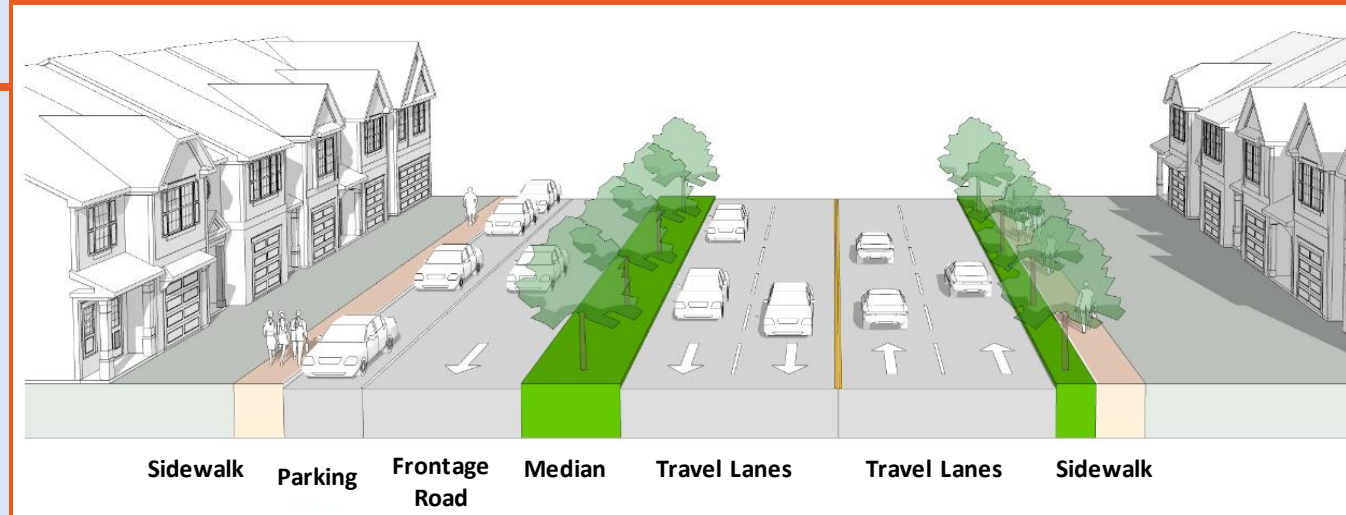 Sidewalk
Parking
Frontage
Road
Median
Travel Lanes
Travel Lanes
Sidewalk